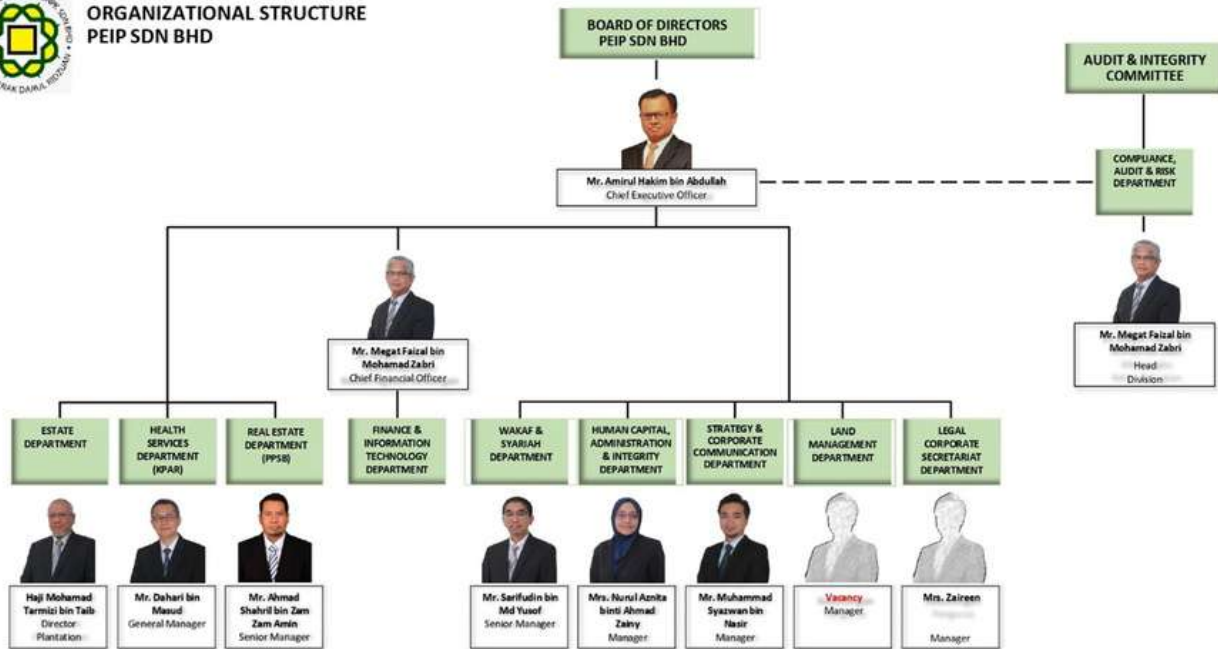 ORGANIZATIONAL STRUCTURE
PEIP SDN BHD
BOARD OF DIRECTORS
PEIP SDN BHD
AUDIT & INTEGRITY
COMMITTEE
COMPLIANCE,
AUDIT & RISK
DEPARTMENT
Mr. Amirul Hakim bin Abdullah
Chief Executive Officer
Mr. Megat Faizal bin
Mohamad Zabri
Chief Financial Officer
Mr. Megat Faizal bin
Mohamad Zabri
Head
Division
ESTATE
DEPARTMENT
HEALTH
SERVICES
DEPARTMENT
(KPAR)
REAL ESTATE
DEPARTMENT
(PPSB)
FINANCE &
INFORMATION
TECHNOLOGY
DEPARTMENT
WAKAF &
SYARIAH
DEPARTMENT
HUMAN CAPITAL,
ADMINISTRATION
& INTEGRITY
DEPARTMENT
STRATEGY &
CORPORATE
COMMUNICATION
DEPARTMENT
LAND
MANAGEMENT
DEPARTMENT
LEGAL
CORPORATE
SECRETARIAT
DEPARTMENT
Haji Mohamad
Tarmizi bin Taib
Director
Plantation
Mr. Dahari bin
Masud
General Manager
Mr. Ahmad
Shahril bin Zam
Zam Amin
Senior Manager
Mr. Sarifudin bin
Md Yusof
Senior Manager
Mrs. Nurul Aznita
binti Ahmad
Zainy
Manager
Mr. Muhammad
Syazwan bin
Nasir
Manager
Vacancy
Manager
Mrs. Zaireen
Manager